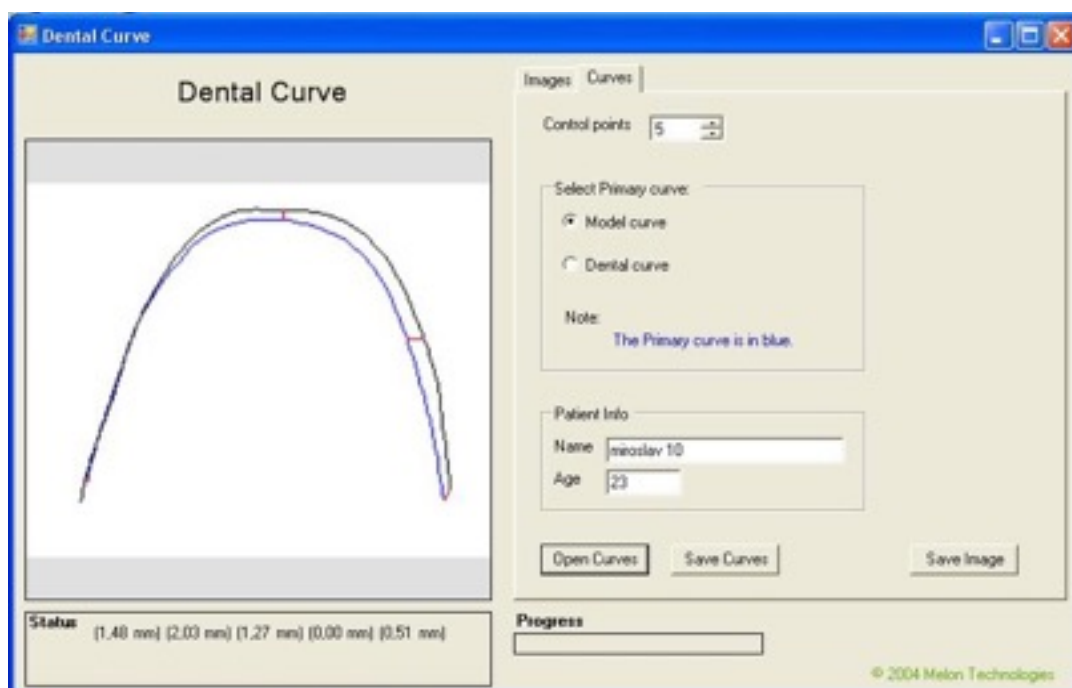 Dental Curve
Dental Curve
Images Curves
Control points 5
Select Primary curve:
Model curve
Dental curve
Note:
The Primary curve is in blue.
Patient Info
Name miroslav 10
Age 23
Open Curves Save Curves Save Image
Status
(1,48 mm) (2,03 mm) (1,27 mm) (0,00 mm) (0,51 mm)
Progress
© 2004 Melon Technologies